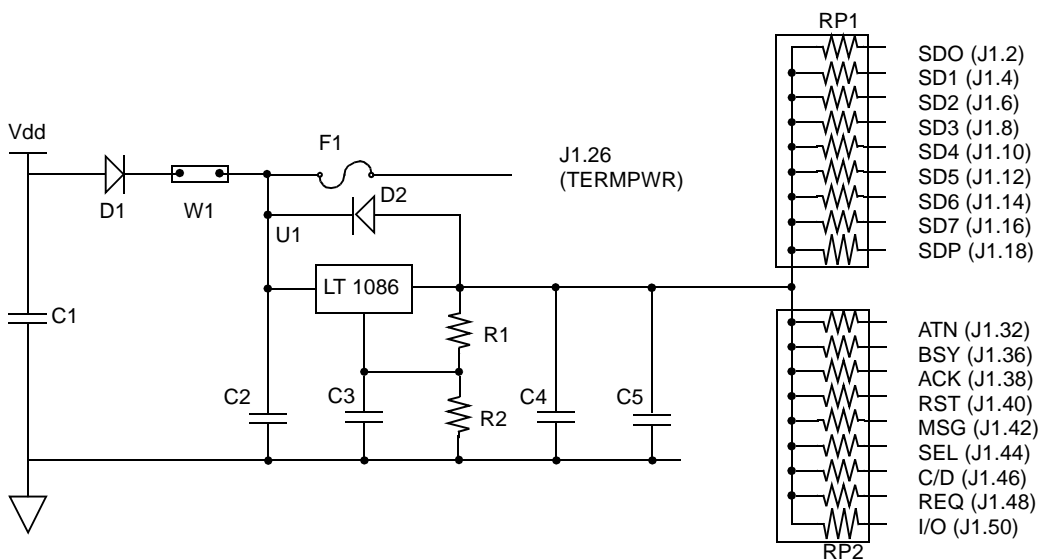 RP1
SDO (J1.2)
SD1 (J1.4)
SD2 (J1.6)
SD3 (J1.8)
SD4 (J1.10)
SD5 (J1.12)
SD6 (J1.14)
SD7 (J1.16)
SDP (J1.18)
Vdd
F1
J1.26
(TERMPWR)
D1
W1
D2
U1
LT 1086
C1
R1
C2
C3
R2
C4
C5
ATN (J1.32)
BSY (J1.36)
ACK (J1.38)
RST (J1.40)
MSG (J1.42)
SEL (J1.44)
C/D (J1.46)
REQ (J1.48)
I/O (J1.50)
RP2